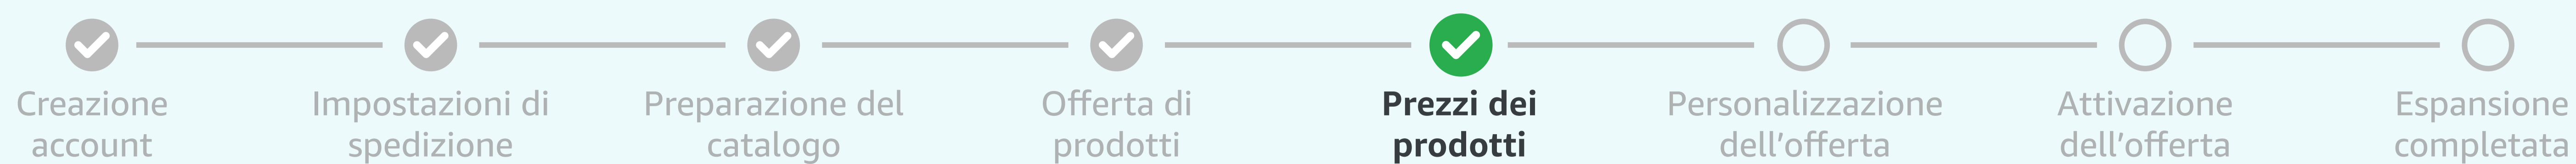 Creazione
account
Impostazioni di
spedizione
Preparazione del
catalogo
Offerta di
prodotti
Prezzi dei
prodotti
Personalizzazione
dell’offerta
Attivazione
dell’offerta
Espansione
completata